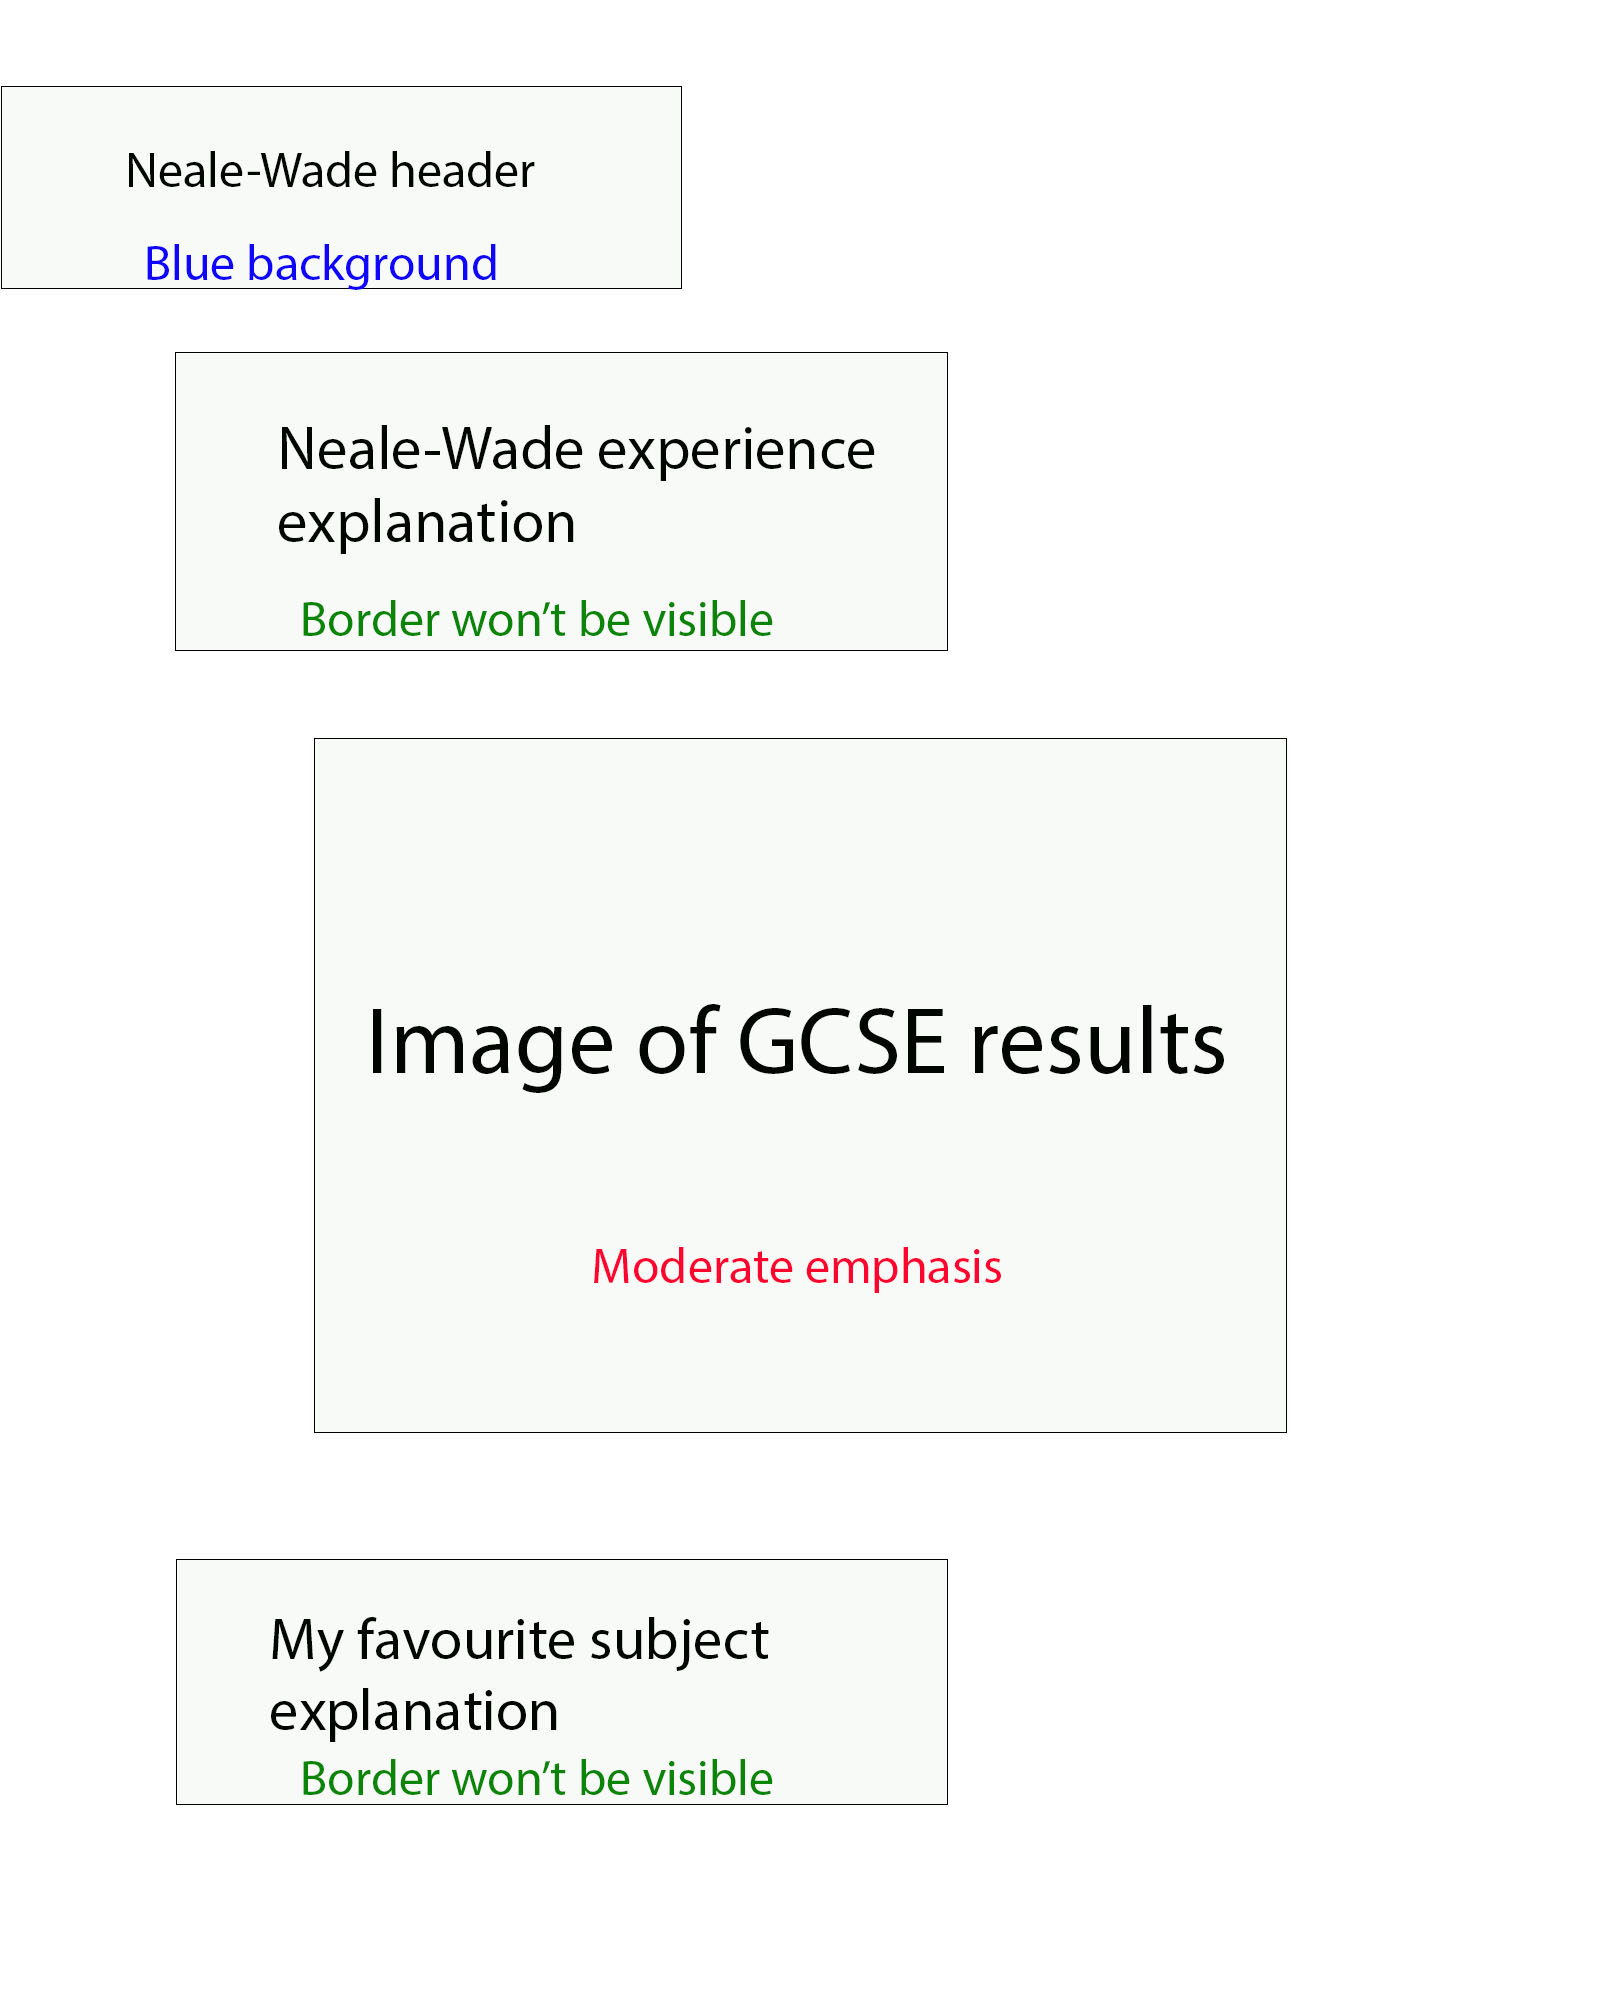 Neale-Wade header
Blue background
Neale-Wade experience
explanation
Border won’t be visible
Image of GCSE results
Moderate emphasis
My favourite subject
explanation
Border won’t be visible